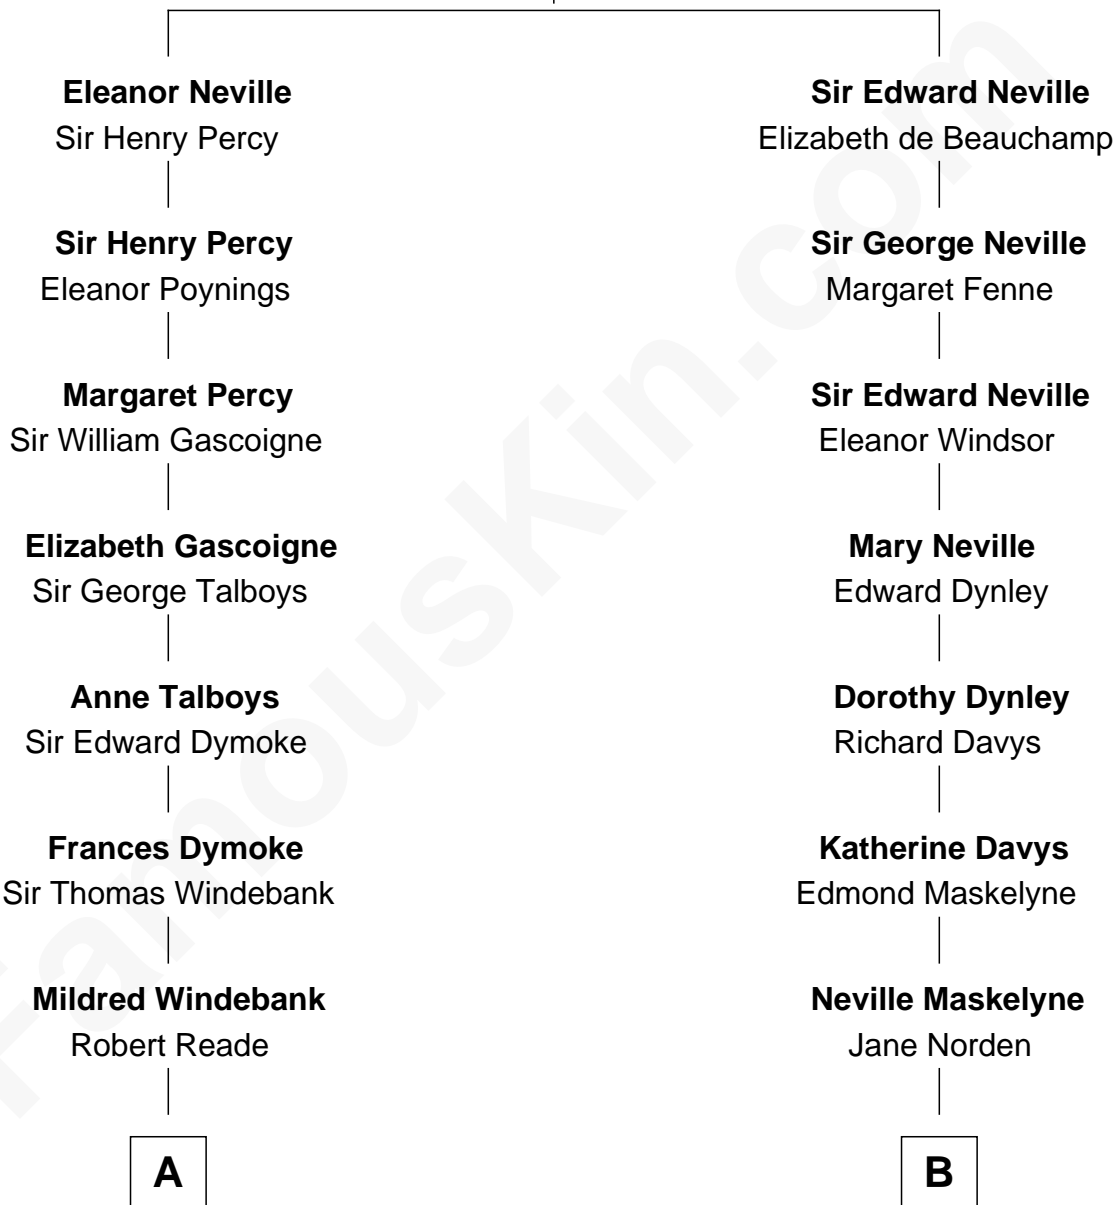 Eleanor Neville
Sir Henry Percy
Sir Henry Percy
Eleanor Poynings
Margaret Percy
Sir William Gascoigne
Elizabeth Gascoigne
Sir George Talboys
Anne Talboys
Sir Edward Dymoke
Frances Dymoke
Sir Thomas Windebank
Mildred Windebank
Robert Reade
A
Sir Edward Neville
Elizabeth de Beauchamp
Sir George Neville
Margaret Fenne
Sir Edward Neville
Eleanor Windsor
Mary Neville
Edward Dynley
Dorothy Dynley
Richard Davys
Katherine Davys
Edmond Maskelyne
Neville Maskelyne
Jane Norden
B
FamousKin.com